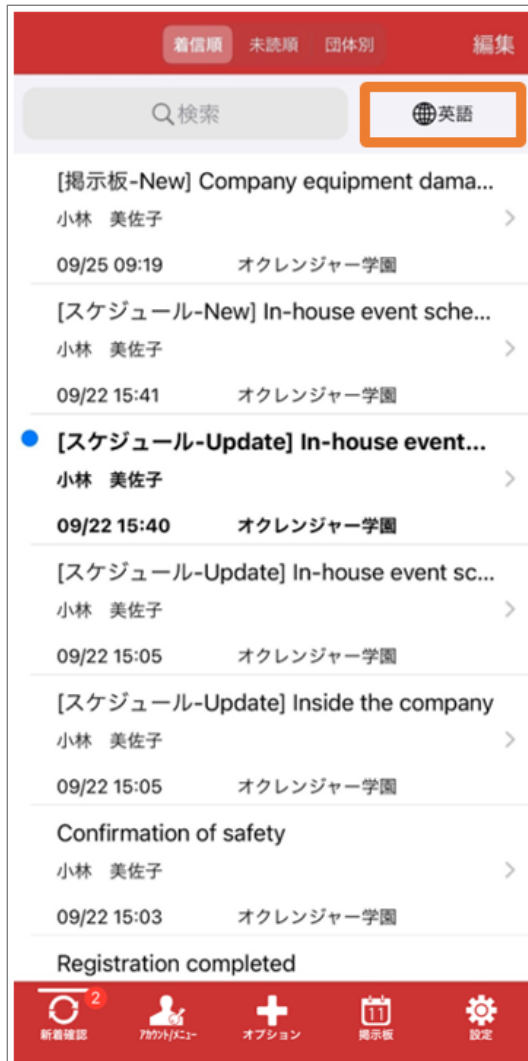 着信順 未読順 団体別 編集
検索 英語
[掲示板-New] Company equipment dama...
小林 美佐子
09/25 09:19 オクレンジャー学園
[スケジュール-New] In-house event sche...
小林 美佐子
09/22 15:41 オクレンジャー学園
[スケジュール-Update] In-house event...
小林 美佐子
09/22 15:40 オクレンジャー学園
[スケジュール-Update] In-house event sc...
小林 美佐子
09/22 15:05 オクレンジャー学園
[スケジュール-Update] Inside the company
小林 美佐子
09/22 15:05 オクレンジャー学園
Confirmation of safety
小林 美佐子
09/22 15:03 オクレンジャー学園
Registration completed
2 11
新着確認 アカウント/メニュー オプション 掲示板 設定